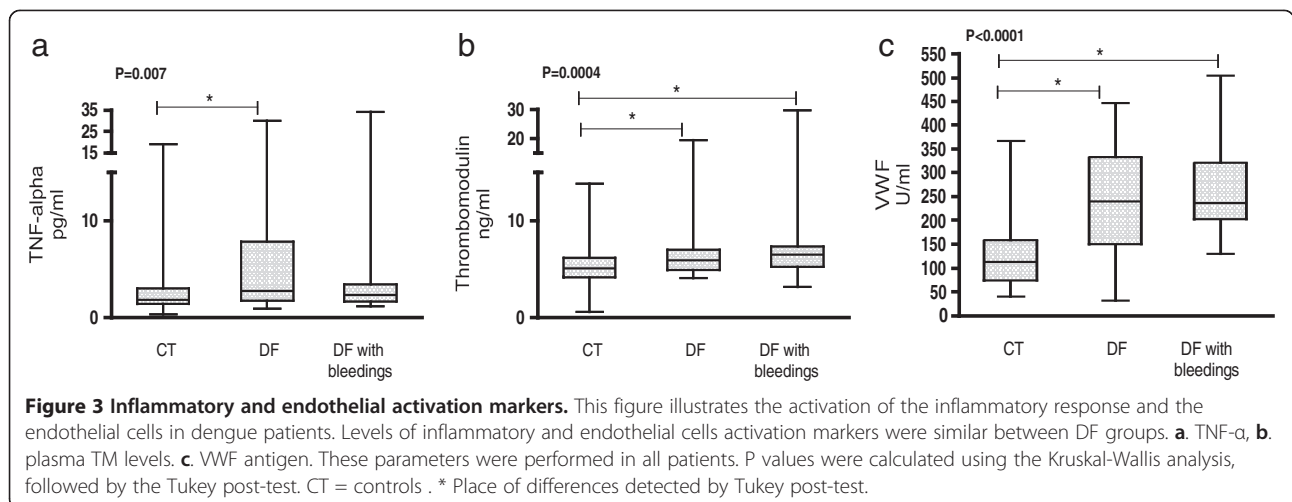 a
P=0.007
*
35
25
15
10
0
TNF-alpha
pg/ml
CT
DF
DF with
bleedings
b
P=0.0004
*
*
30
20
10
0
Thrombomodulin
ng/ml
CT
DF
DF with
bleedings
c
P<0.0001
*
*
550
500
450
400
350
300
250
200
150
100
50
0
VWF
U/ml
CT
DF
DF with
bleedings
Figure 3 Inflammatory and endothelial activation markers. This figure illustrates the activation of the inflammatory response and the
endothelial cells in dengue patients. Levels of inflammatory and endothelial cells activation markers were similar between DF groups. a. TNF-α, b.
plasma TM levels. c. VWF antigen. These parameters were performed in all patients. P values were calculated using the Kruskal-Wallis analysis,
followed by the Tukey post-test. CT = controls . * Place of differences detected by Tukey post-test.